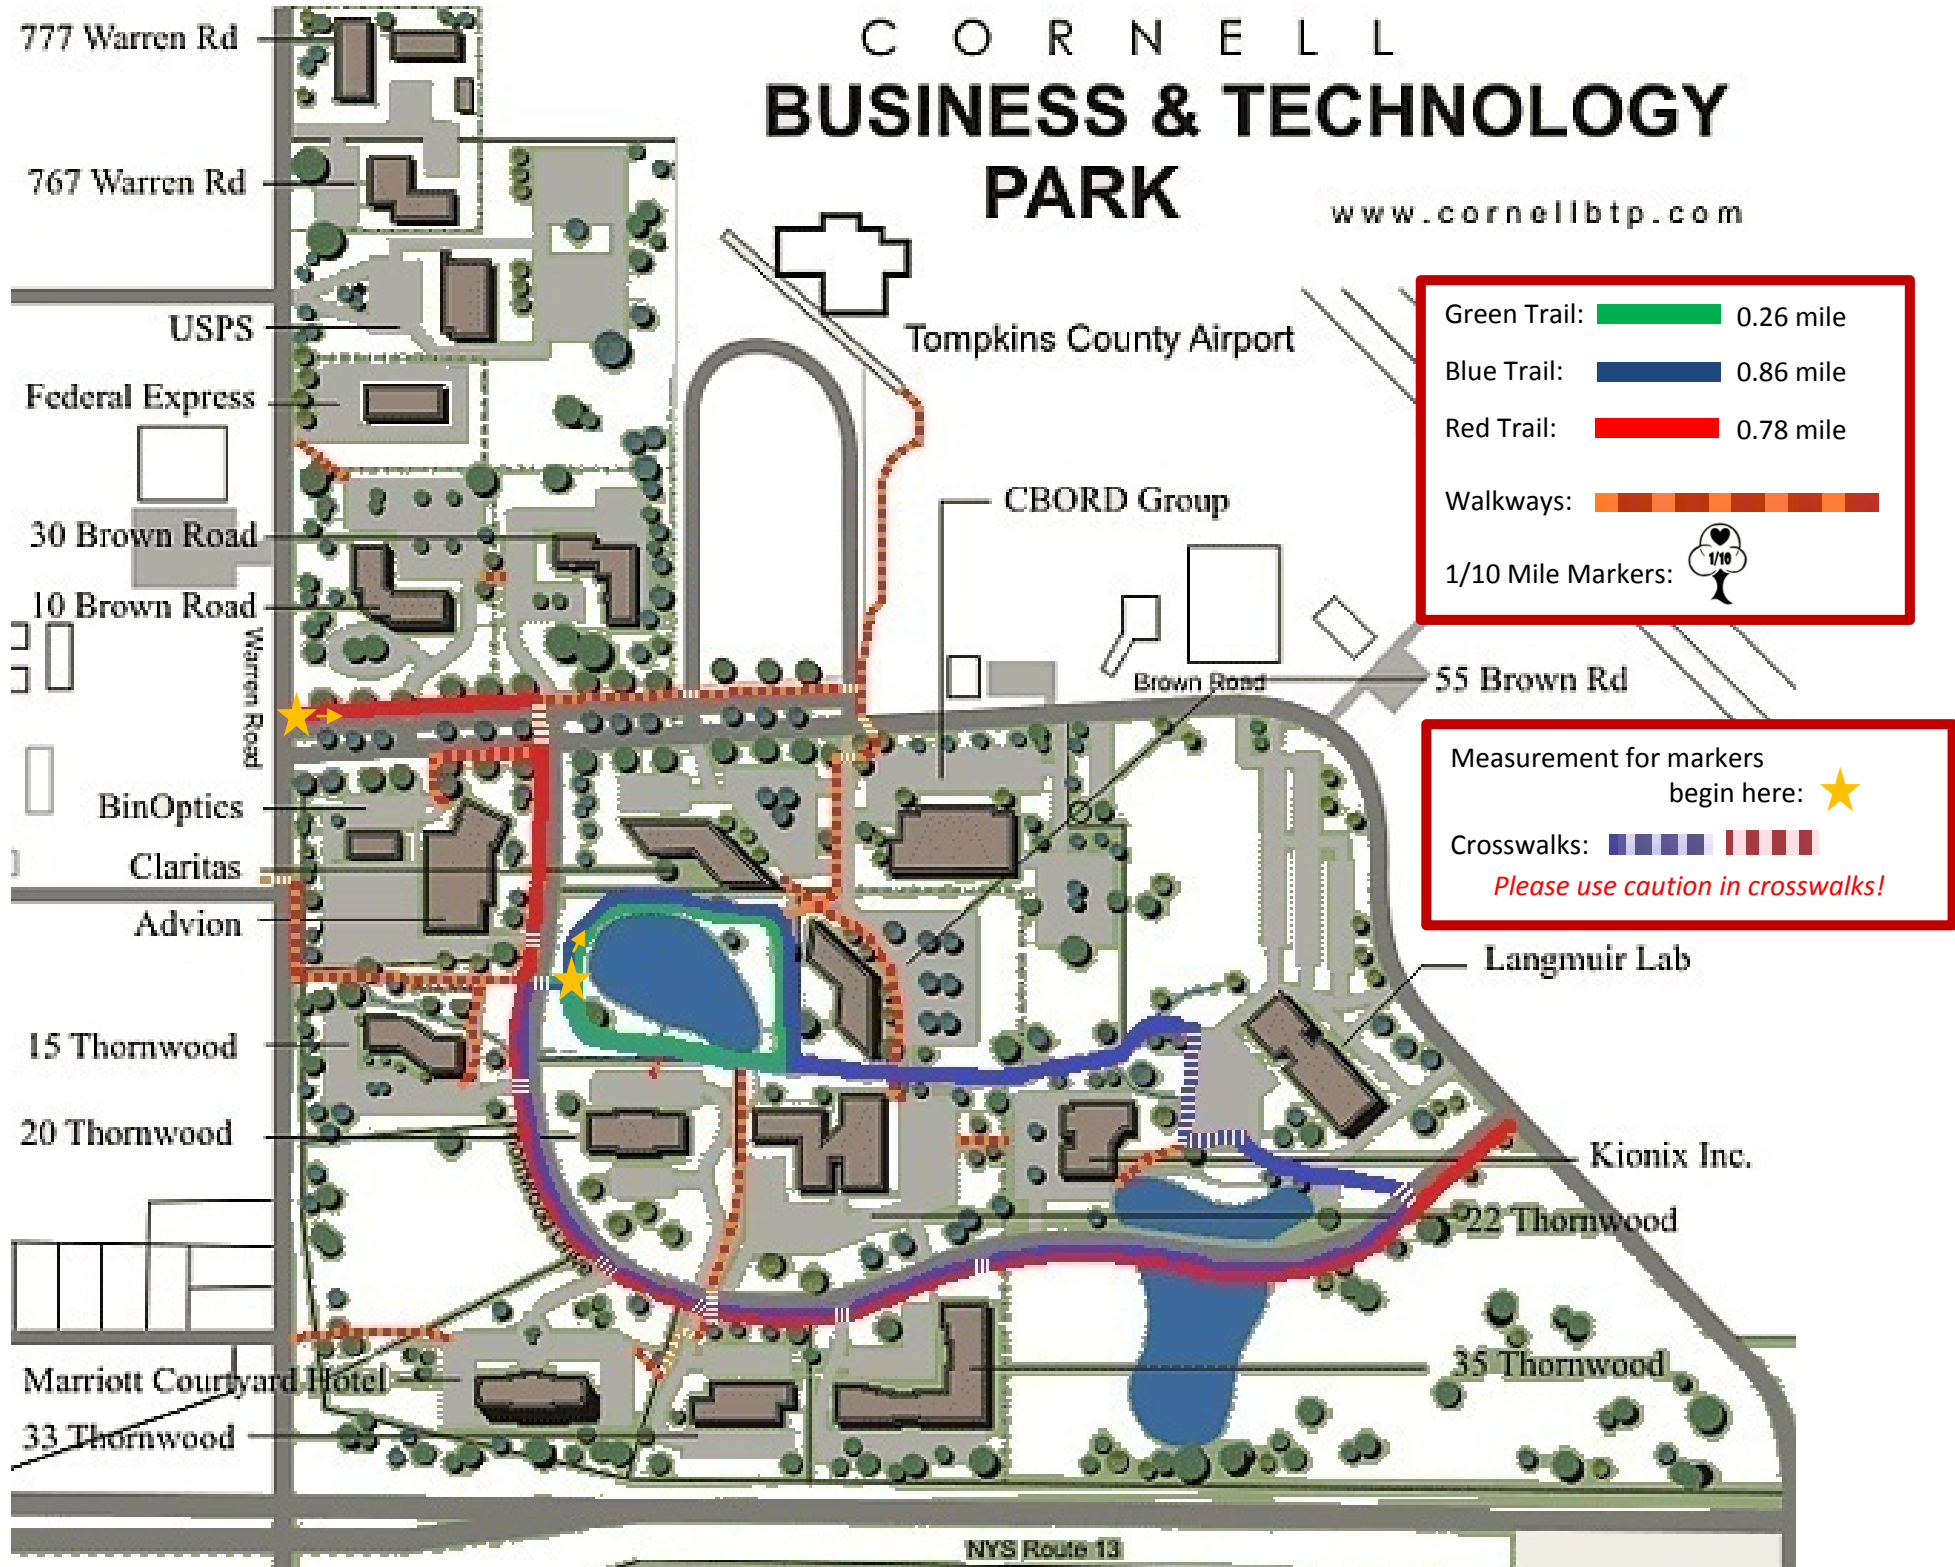 CORNELL
BUSINESS & TECHNOLOGY
PARK
www.cornellbtp.com
777 Warren Rd
767 Warren Rd
USPS
Federal Express
30 Brown Road
10 Brown Road
Warren Road
BinOptics
Claritas
Advion
15 Thornwood
20 Thornwood
Marriott Courtyard Hotel
33 Thornwood
Tompkins County Airport
CBORD Group
Brown Road
55 Brown Rd
Green Trail: 0.26 mile
Blue Trail: 0.86 mile
Red Trail: 0.78 mile
Walkways:
1/10 Mile Markers: 1/10
Measurement for markers
begin here:
Crosswalks:
Please use caution in crosswalks!
Langmuir Lab
Kionix Inc.
22 Thornwood
35 Thornwood
NYS Route 13